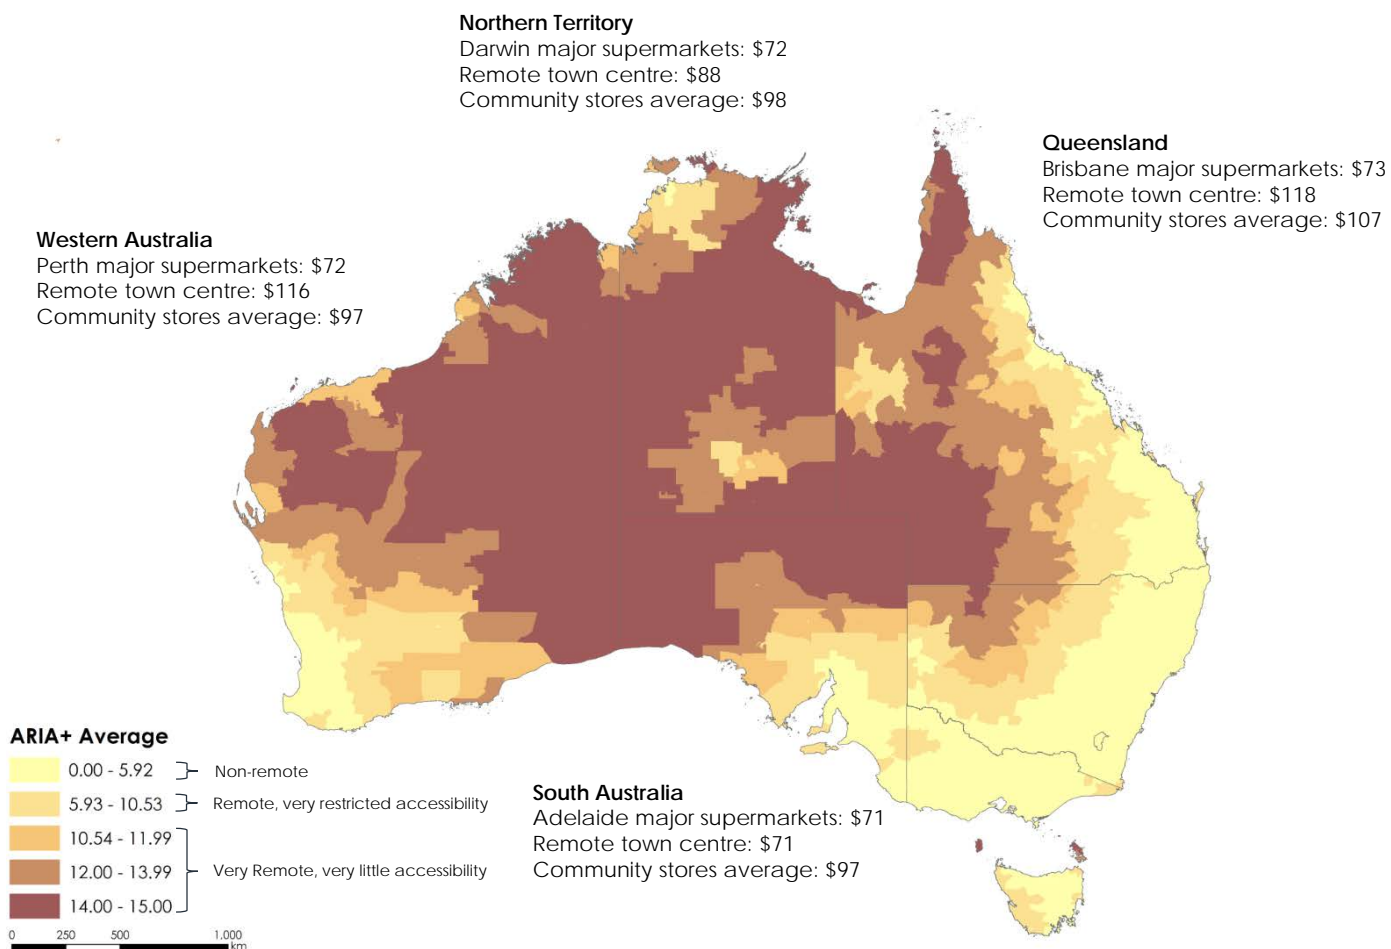 Northern Territory
Darwin major supermarkets: $72
Remote town centre: $88
Community stores average: $98
Queensland
Brisbane major supermarkets: $73
Remote town centre: $118
Community stores average: $107
Western Australia
Perth major supermarkets: $72
Remote town centre: $116
Community stores average: $97
South Australia
Adelaide major supermarkets: $71
Remote town centre: $71
Community stores average: $97
ARIA+ Average
0.00 - 5.92 Non-remote
5.93 - 10.53 Remote, very restricted accessibility
10.54 - 11.99
12.00 - 13.99 Very Remote, very little accessibility
14.00 - 15.00
0 250 500 1,000
km